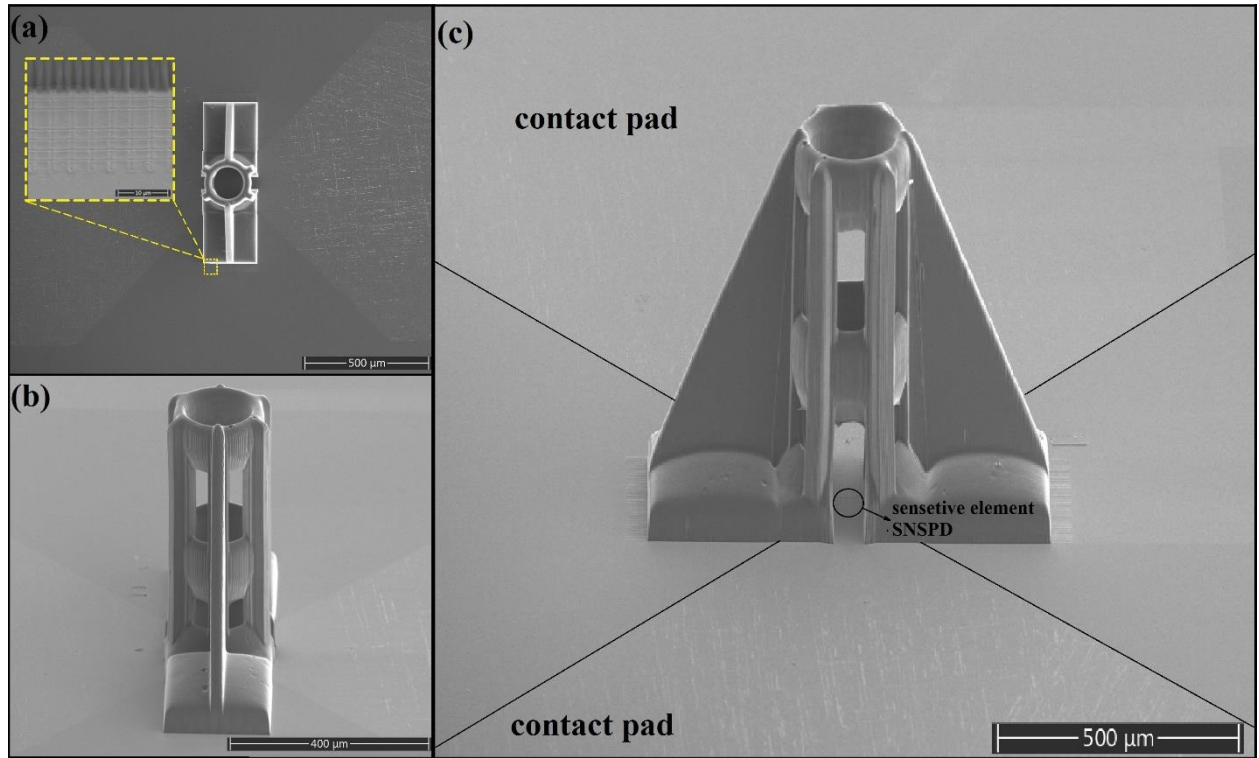 (a)
10 µm
500 µm
(b)
400 µm
(c)
contact pad
sensetive element
SNSPD
contact pad
500 µm